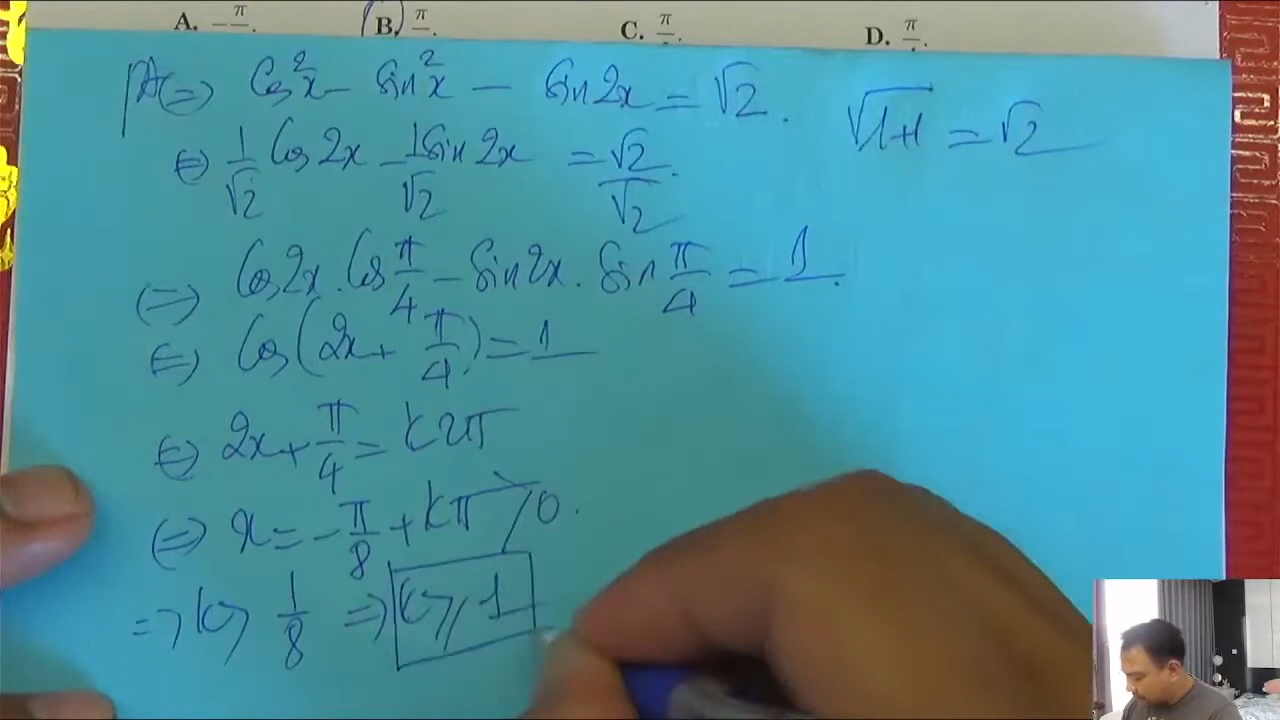 A. -π B. π C. π D. π
PA (=) Cos²x - Sin²x - Sin2x = √2. √1+1 = √2
⇔ 1/√2 Cos2x - 1/√2 Sin2x = √2/√2.
(=) Cos2x.Cos π/4 - Sin2x.Sin π/4 = 1.
⇔ Cos(2x + π/4) = 1
⇔ 2x + π/4 = k2π
(=) x = -π/8 + kπ > 0.
=> k > 1/8 => k ⩾ 1